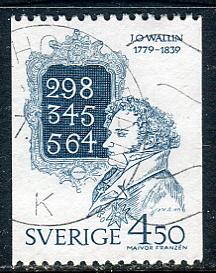 J.O WALLIN
1779-1839
298
345
564
SVERIGE 4.50
MAJVOR FRANZÉN
K